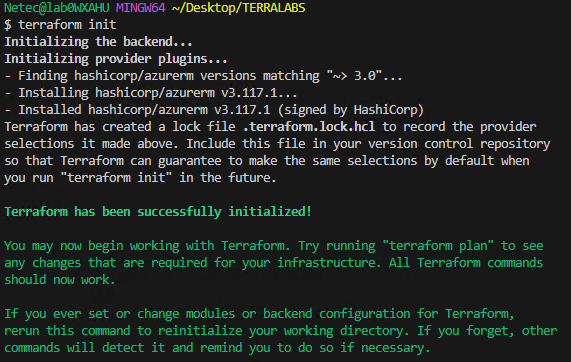 Netec@lab0WXAHU MINGW64 ~/Desktop/TERRALABS
$ terraform init
Initializing the backend...
Initializing provider plugins...
- Finding hashicorp/azurerm versions matching "~> 3.0"...
- Installing hashicorp/azurerm v3.117.1...
- Installed hashicorp/azurerm v3.117.1 (signed by HashiCorp)
Terraform has created a lock file .terraform.lock.hcl to record the provider
selections it made above. Include this file in your version control repository
so that Terraform can guarantee to make the same selections by default when
you run "terraform init" in the future.
Terraform has been successfully initialized!
You may now begin working with Terraform. Try running "terraform plan" to see
any changes that are required for your infrastructure. All Terraform commands
should now work.
If you ever set or change modules or backend configuration for Terraform,
rerun this command to reinitialize your working directory. If you forget, other
commands will detect it and remind you to do so if necessary.